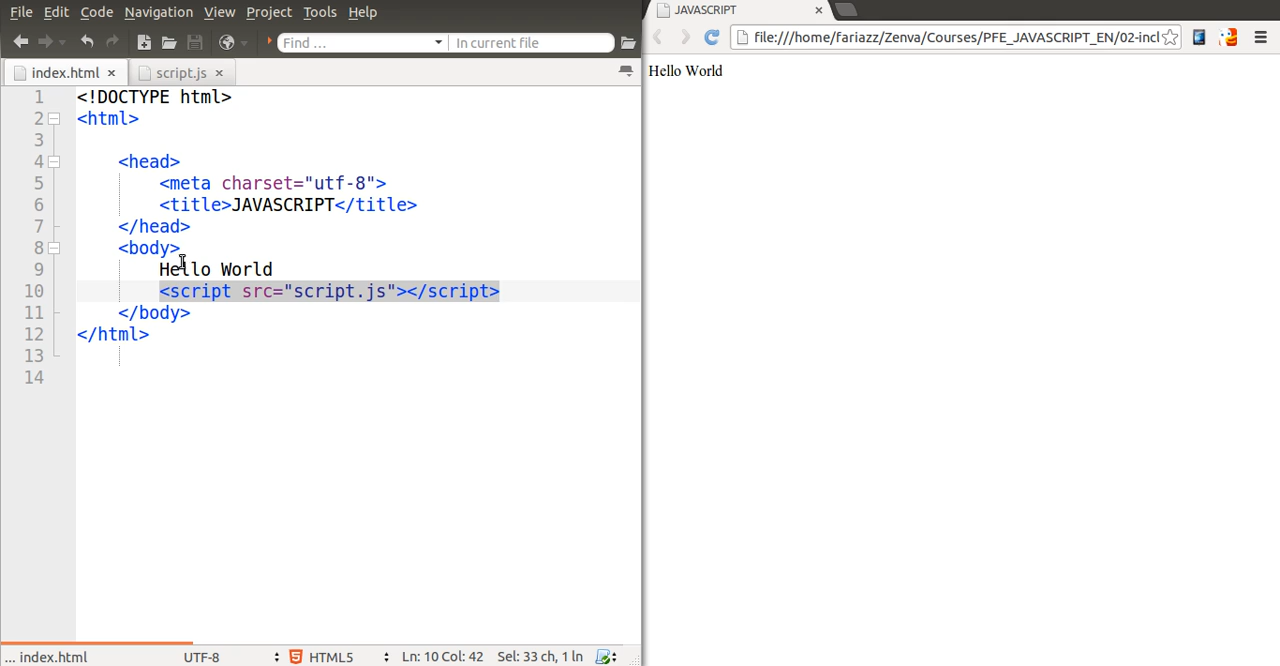 File Edit Code Navigation View Project Tools Help
Find ... In current file
index.html × script.js ×
1 <!DOCTYPE html>
2 <html>
3
4 <head>
5 <meta charset="utf-8">
6 <title>JAVASCRIPT</title>
7 </head>
8 <body>
9 Hello World
10 <script src="script.js"></script>
11 </body>
12 </html>
13
14
... index.html UTF-8 HTML5 Ln: 10 Col: 42 Sel: 33 ch, 1 ln
JAVASCRIPT ×
file:///home/fariazz/Zenva/Courses/PFE_JAVASCRIPT_EN/02-incl
Hello World